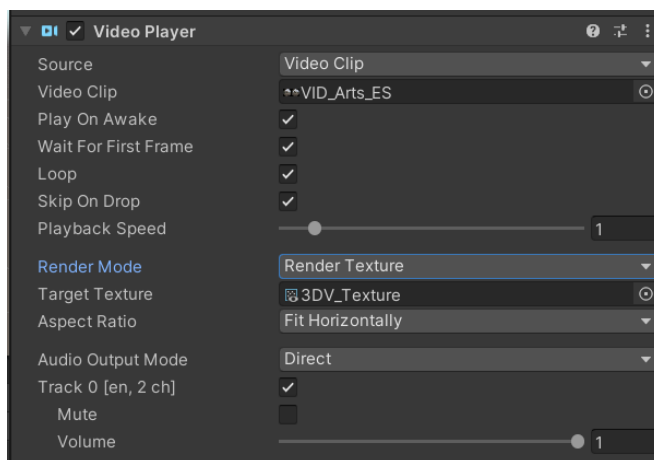 Video Player
Source Video Clip
Video Clip VID_Arts_ES
Play On Awake
Wait For First Frame
Loop
Skip On Drop
Playback Speed 1
Render Mode Render Texture
Target Texture 3DV_Texture
Aspect Ratio Fit Horizontally
Audio Output Mode Direct
Track 0 [en, 2 ch]
Mute
Volume 1